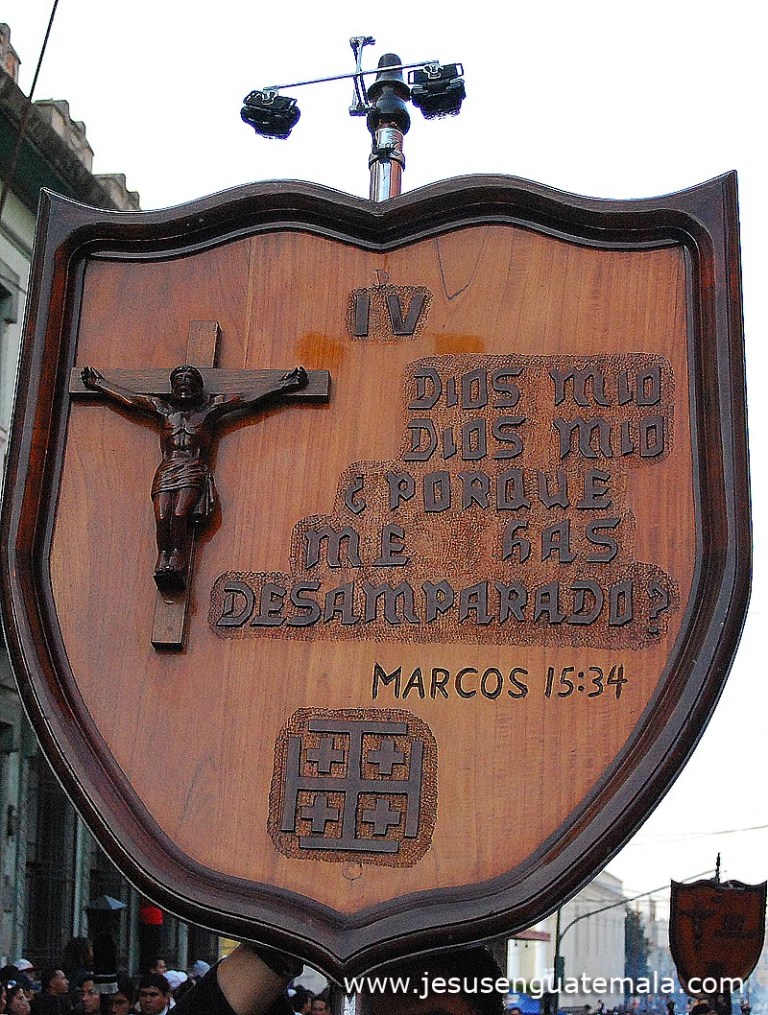 IV
DIOS MIO
DIOS MIO
¿PORQUE
ME HAS
DESAMPARADO?
MARCOS 15:34
www.jesusenguatemala.com